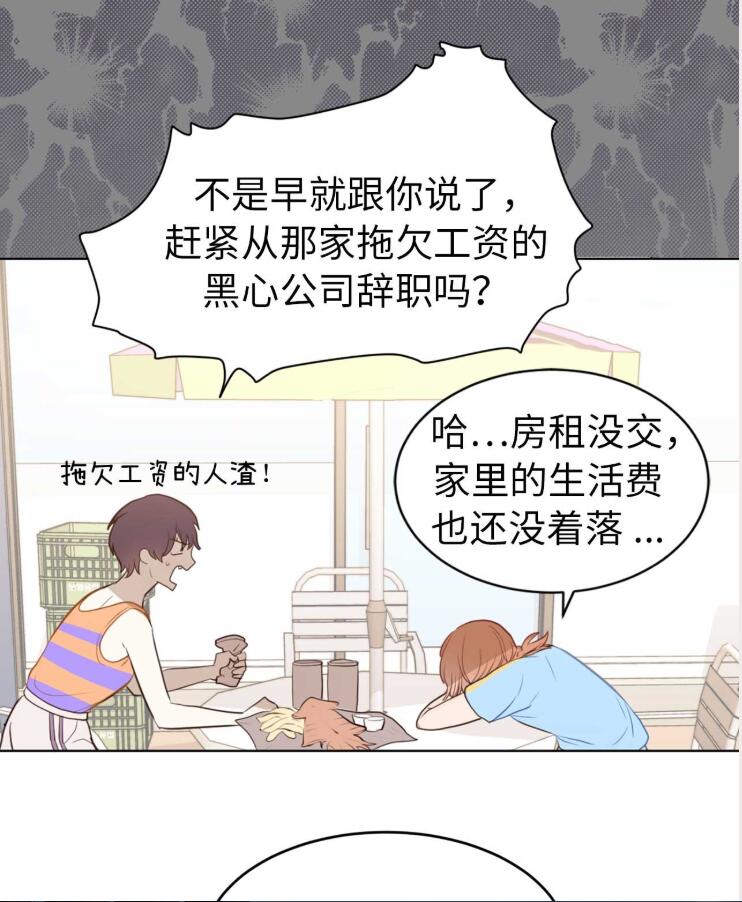 不是早就跟你说了，
赶紧从那家拖欠工资的
黑心公司辞职吗？
哈…房租没交，
家里的生活费
也还没着落…
拖欠工资的人渣！